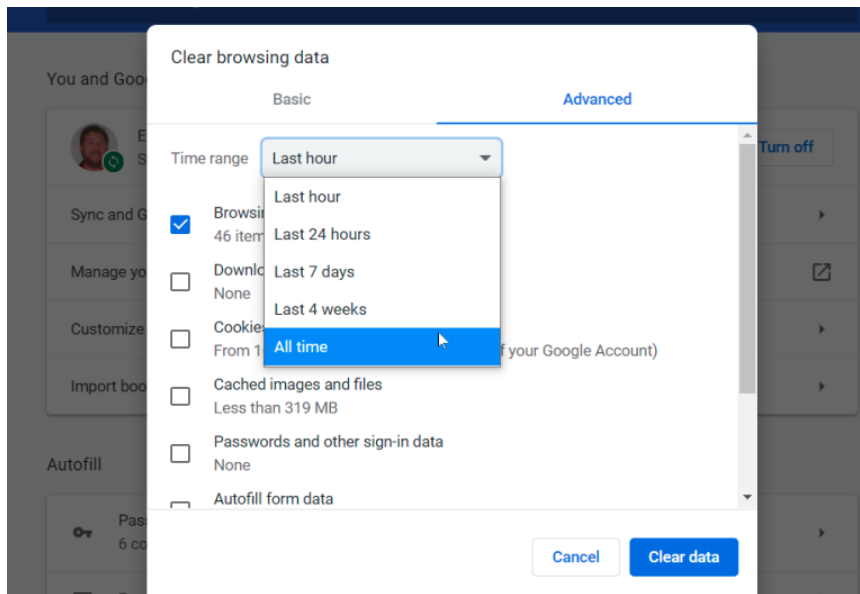 Clear browsing data
You and Goo
Basic
Advanced
E
S
Turn off
Time range
Last hour
Last hour
Last 24 hours
Last 7 days
Last 4 weeks
All time
Sync and G
Browsi
46 item
Manage yo
Downlo
None
Customize
Cookie
From 1
f your Google Account)
Import boo
Cached images and files
Less than 319 MB
Passwords and other sign-in data
None
Autofill
Autofill form data
Pas
6 co
Cancel
Clear data